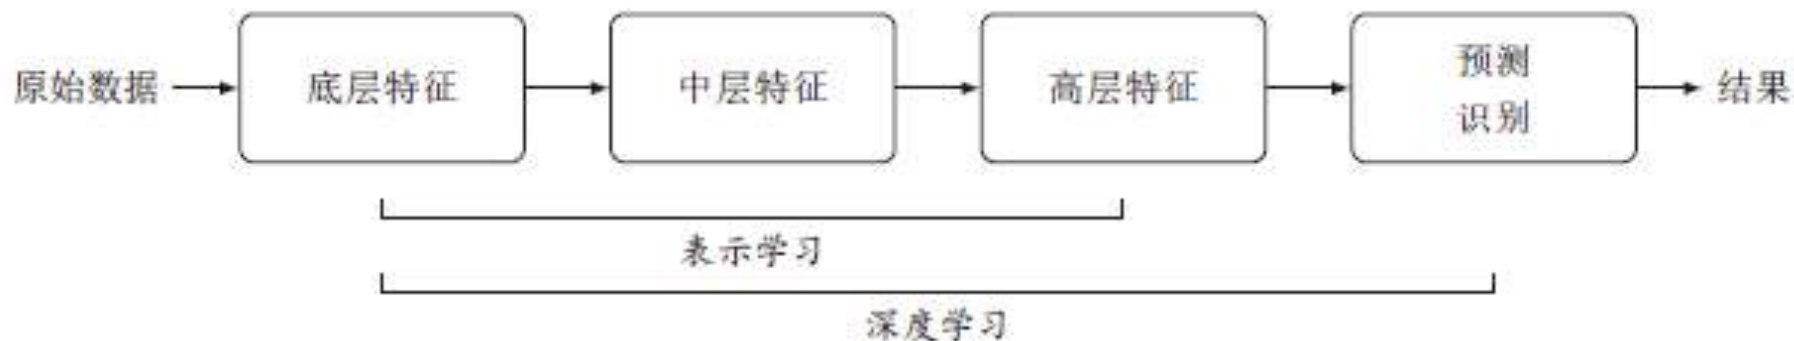 原始数据
底层特征
中层特征
高层特征
预测
识别
结果
表示学习
深度学习